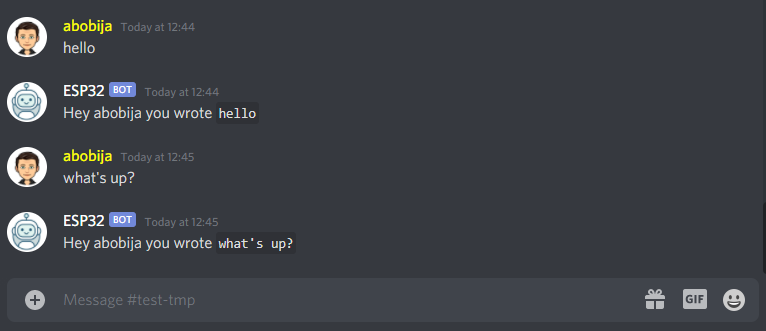 abobija Today at 12:44
hello
ESP32 BOT Today at 12:44
Hey abobija you wrote hello
abobija Today at 12:45
what's up?
ESP32 BOT Today at 12:45
Hey abobija you wrote what's up?
Message #test-tmp GIF